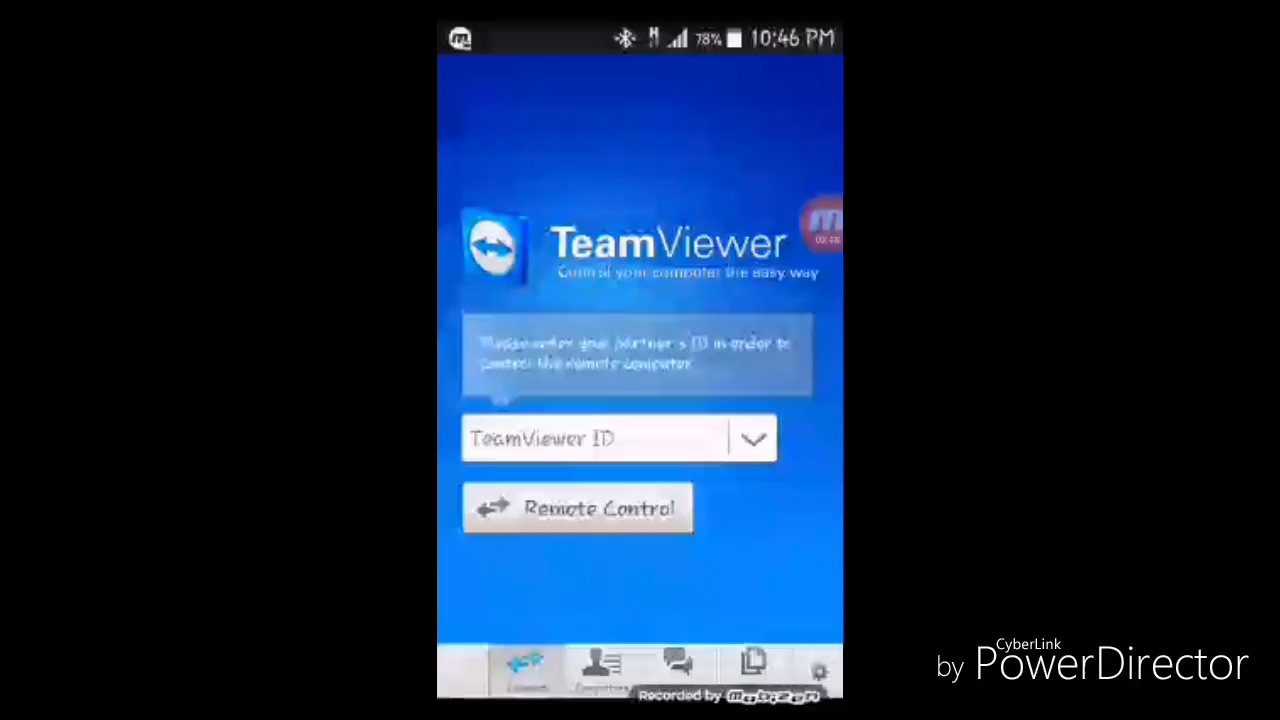 78% 10:46 PM
TeamViewer
Control your computer the easy way
Please enter your partner's ID in order to
control the remote computer
TeamViewer ID
Remote Control
Recorded by mobizen
CyberLink
by PowerDirector